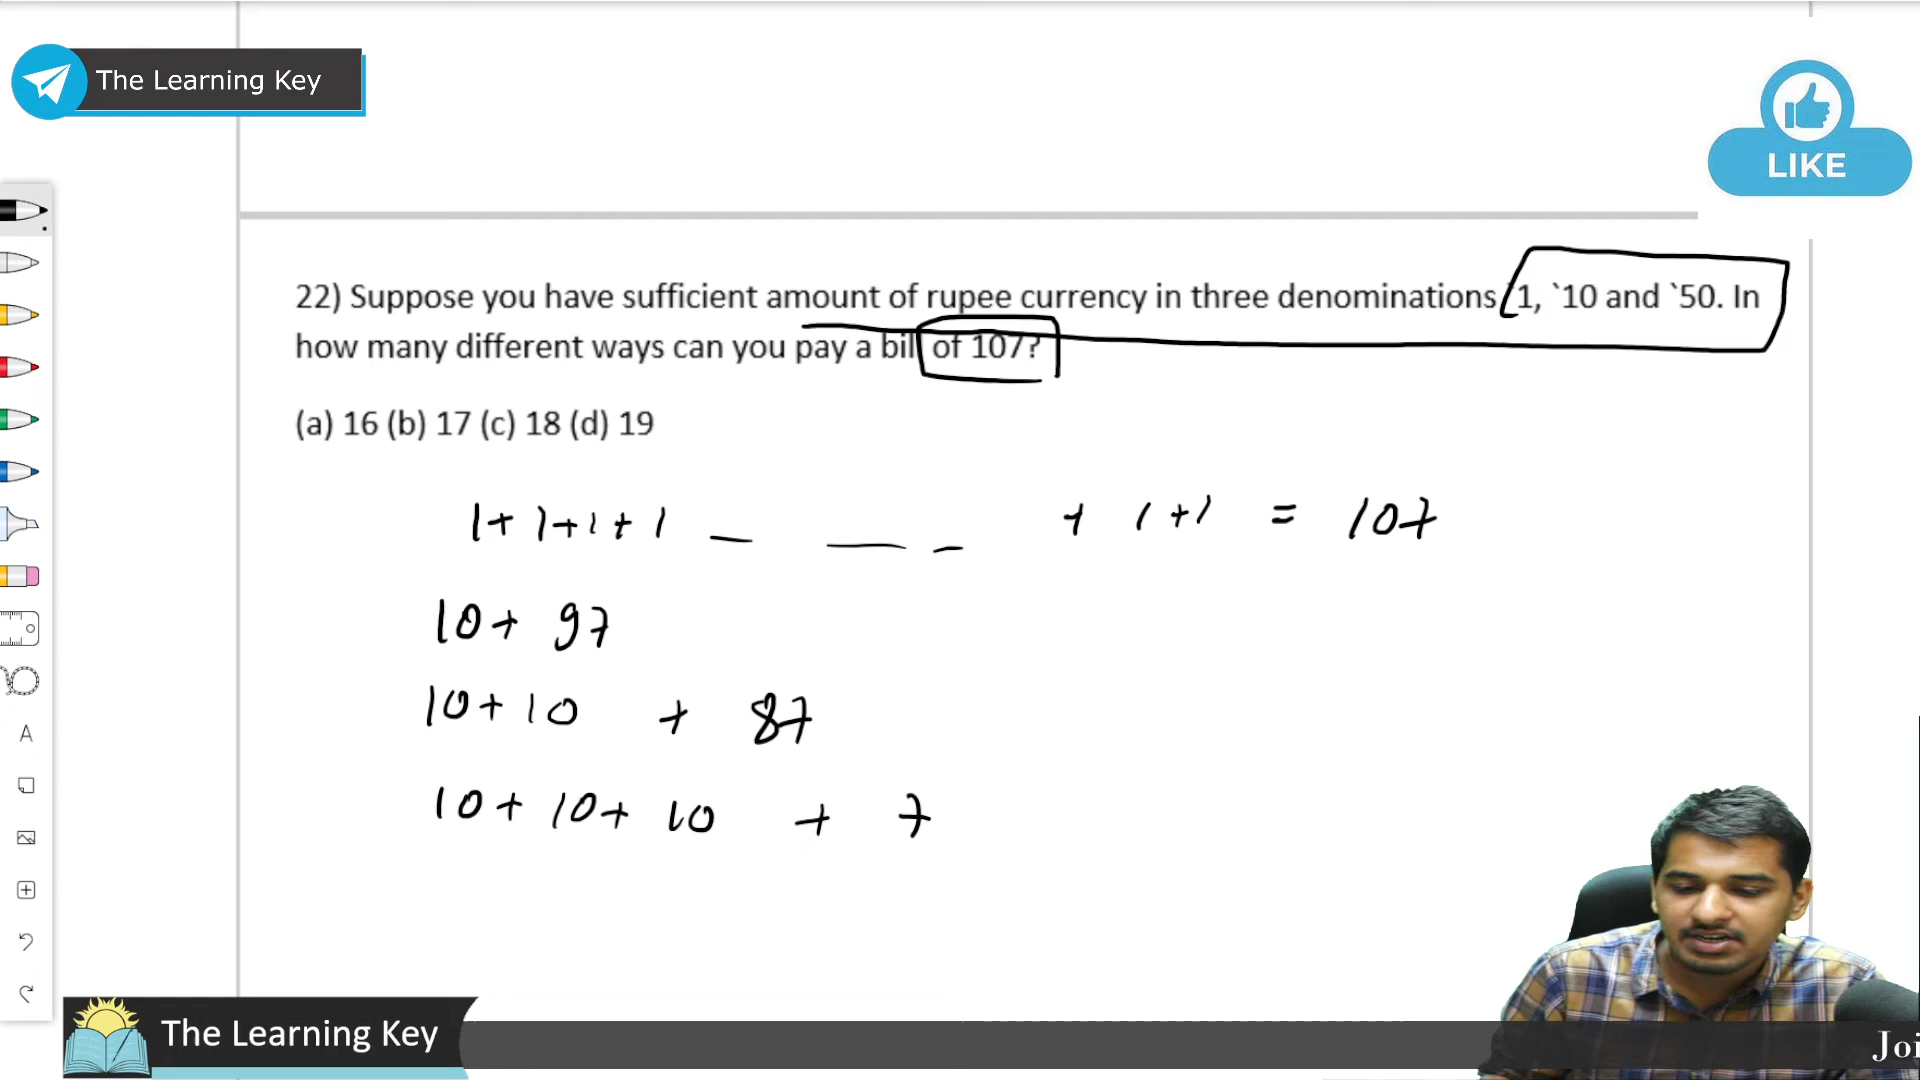 The Learning Key
LIKE
22) Suppose you have sufficient amount of rupee currency in three denominations `1, `10 and `50. In
how many different ways can you pay a bill of 107?
(a) 16 (b) 17 (c) 18 (d) 19
1+ 1+1+1 _ _ _ + 1+1 = 107
10+ 97
10+10 + 87
10+10+10 + 7
A
The Learning Key
Joi